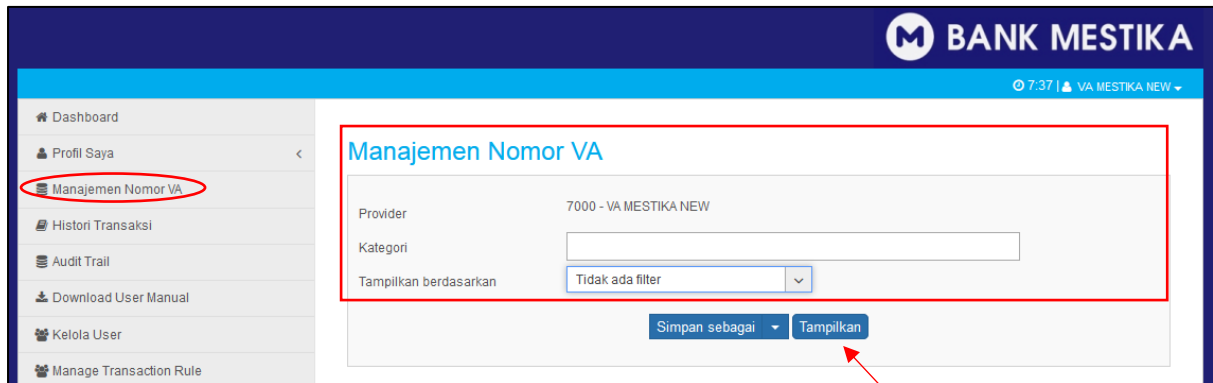 BANK MESTIKA
7:37 | VA MESTIKA NEW
Dashboard
Profil Saya
Manajemen Nomor VA
Histori Transaksi
Audit Trail
Download User Manual
Kelola User
Manage Transaction Rule
Manajemen Nomor VA
Provider 7000 - VA MESTIKA NEW
Kategori
Tampilkan berdasarkan Tidak ada filter
Simpan sebagai Tampilkan